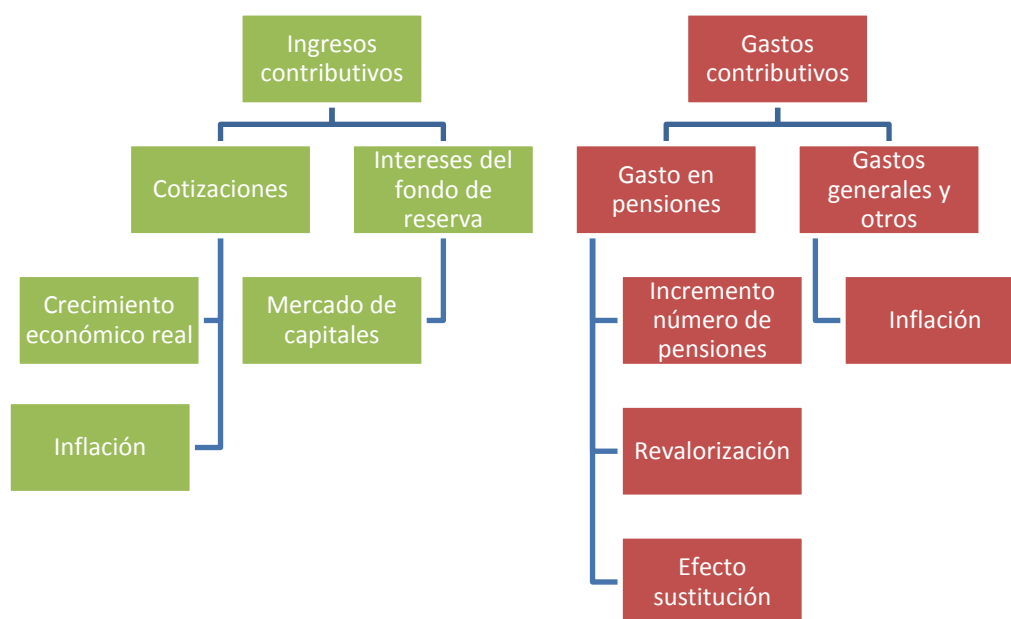 Ingresos
contributivos
Cotizaciones
Intereses del
fondo de
reserva
Crecimiento
económico real
Mercado de
capitales
Inflación
Gastos
contributivos
Gasto en
pensiones
Gastos
generales y
otros
Incremento
número de
pensiones
Inflación
Revalorización
Efecto
sustitución